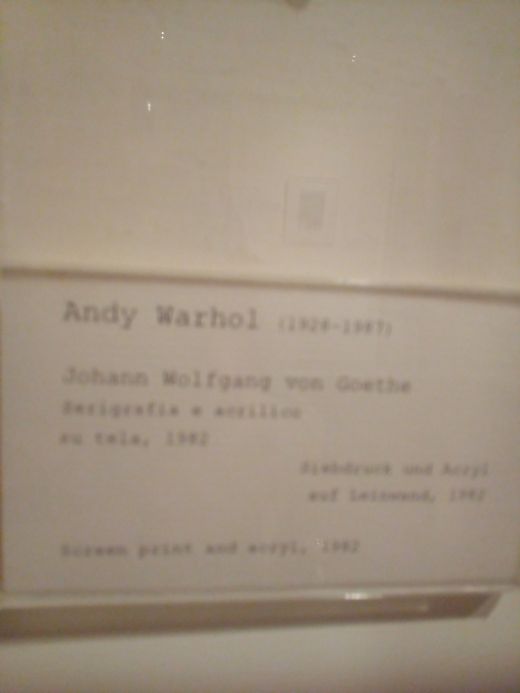 Andy Warhol (1928-1987)
Johann Wolfgang von Goethe
Serigrafia e acrilico
su tela, 1982
Siebdruck und Acryl
auf Leinwand, 1982
Screen print and acryl, 1982